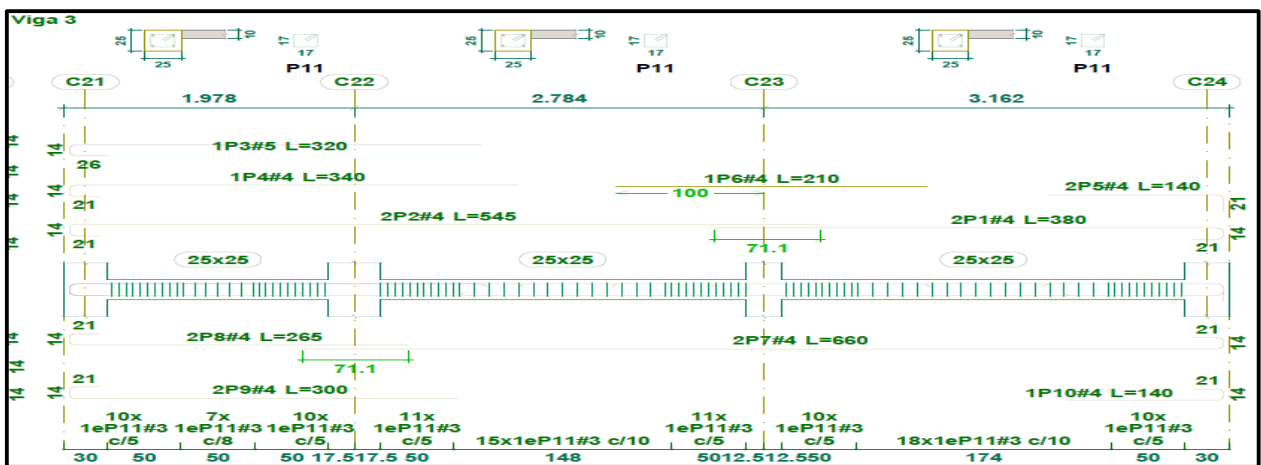 Viga 3
25 10 17 25 10 17 25 10 17
25 17 25 17 25 17
P11 P11 P11
C21 C22 C23 C24
1.978 2.784 3.162
14 14 1P3#5 L=320
26
14 14 1P4#4 L=340 1P6#4 L=210 2P5#4 L=140
21 100 21
14 14 2P2#4 L=545 2P1#4 L=380 14
21 71.1 21
14
25x25 25x25 25x25
21 21
14 14 2P8#4 L=265 2P7#4 L=660 14
14 71.1
21 21
14 14 2P9#4 L=300 1P10#4 L=140 14
10x 7x 10x 11x 11x 10x 10x
1eP11#3 1eP11#3 1eP11#3 1eP11#3 15x1eP11#3 c/10 1eP11#3 1eP11#3 18x1eP11#3 c/10 1eP11#3
c/5 c/8 c/5 c/5 c/5 c/5 c/5
30 50 50 50 17.5 17.5 50 148 50 12.5 12.5 50 174 50 30